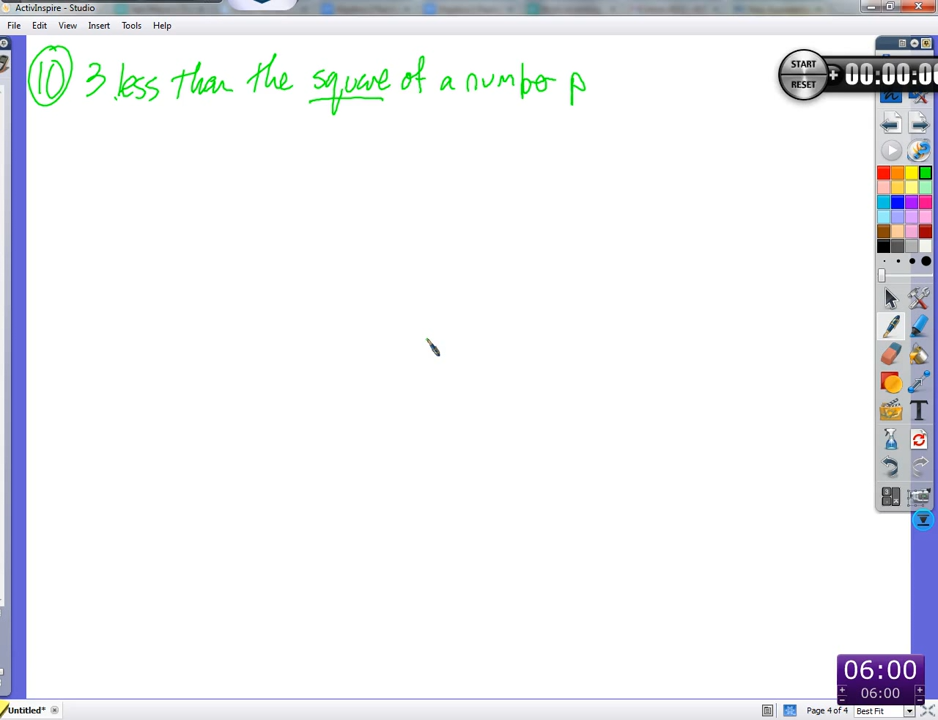 ActivInspire - Studio
File Edit View Insert Tools Help
10 3 less than the square of a number p
START
RESET
00:00:0
T
06:00
06:00
Untitled*
Page 4 of 4 Best Fit